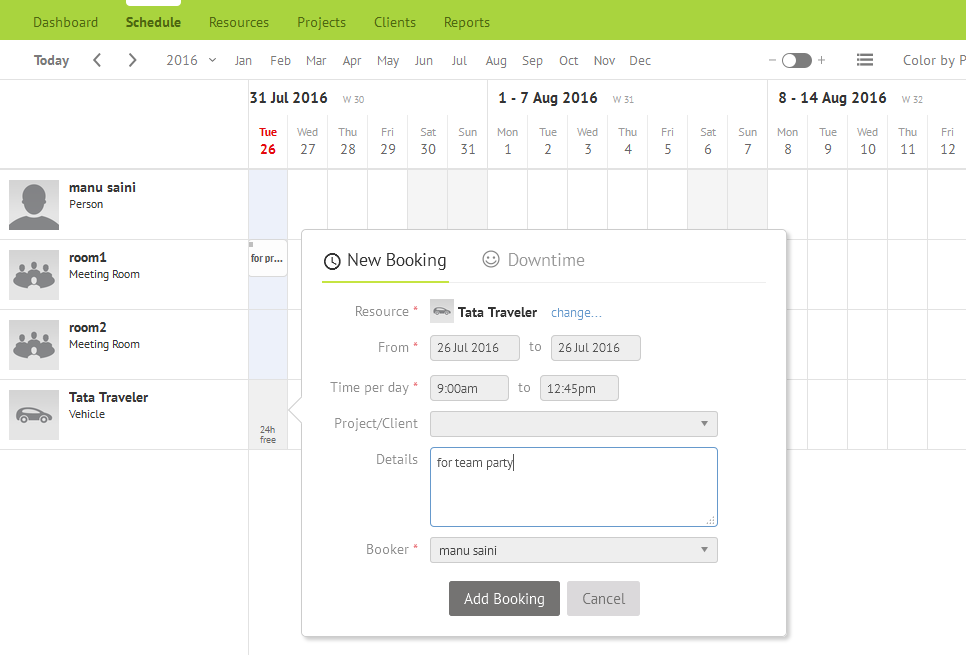 Dashboard Schedule Resources Projects Clients Reports
Today 2016 Jan Feb Mar Apr May Jun Jul Aug Sep Oct Nov Dec − + Color by P
31 Jul 2016 W 30 1 - 7 Aug 2016 W 31 8 - 14 Aug 2016 W 32
Tue Wed Thu Fri Sat Sun Mon Tue Wed Thu Fri Sat Sun Mon Tue Wed Thu Fri
26 27 28 29 30 31 1 2 3 4 5 6 7 8 9 10 11 12
manu saini
Person
room1
Meeting Room
for pr...
room2
Meeting Room
Tata Traveler
Vehicle
24h
free
New Booking Downtime
Resource * Tata Traveler change...
From * 26 Jul 2016 to 26 Jul 2016
Time per day * 9:00am to 12:45pm
Project/Client
Details for team party
Booker * manu saini
Add Booking Cancel